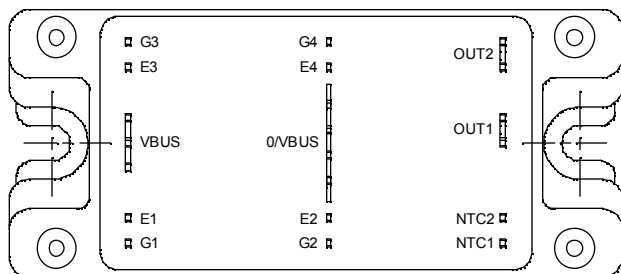 G3 G4
OUT2
E3 E4
VBUS 0/VBUS OUT1
E1 E2 NTC2
G1 G2 NTC1